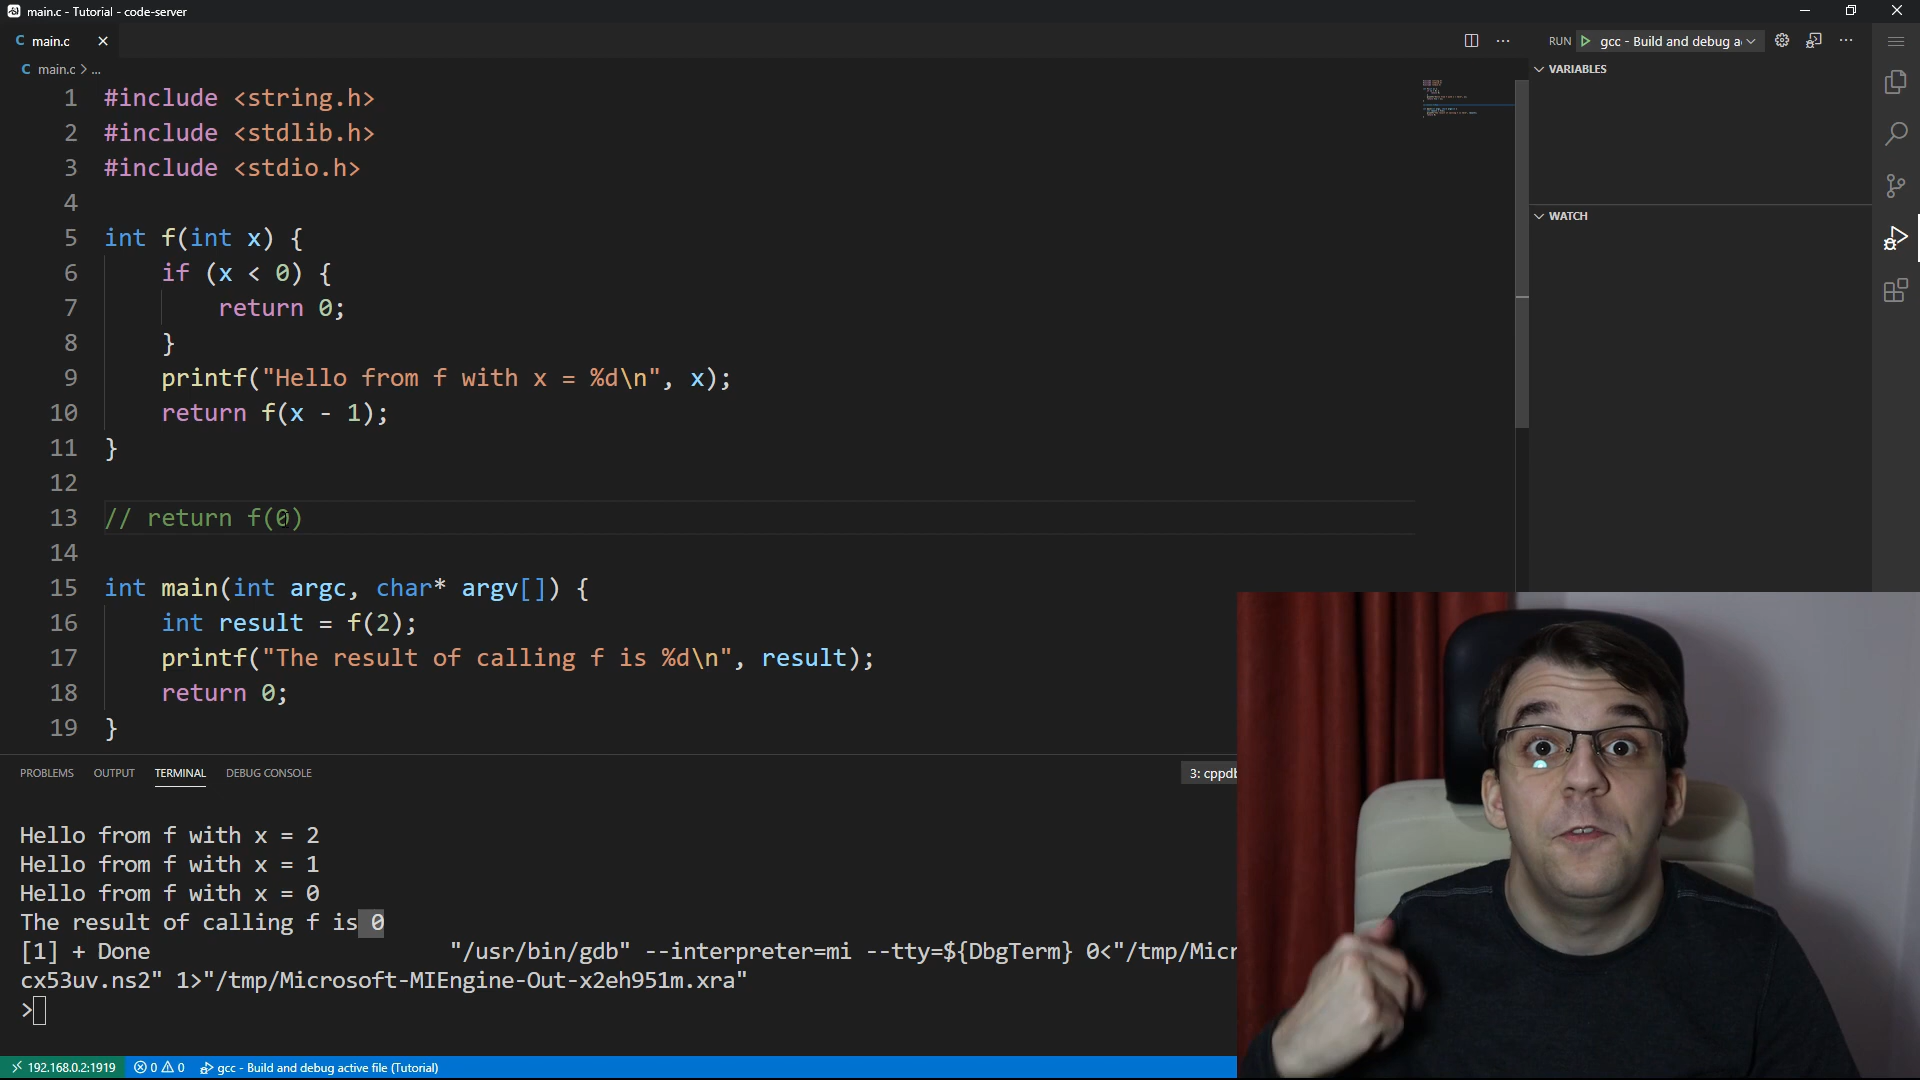 main.c - Tutorial - code-server
C main.c
RUN gcc - Build and debug a
C main.c > ...
VARIABLES
1 #include <string.h>
2 #include <stdlib.h>
3 #include <stdio.h>
4
5 int f(int x) {
6 if (x < 0) {
7 return 0;
8 }
9 printf("Hello from f with x = %d\n", x);
10 return f(x - 1);
11 }
12
13 // return f(0)
14
15 int main(int argc, char* argv[]) {
16 int result = f(2);
17 printf("The result of calling f is %d\n", result);
18 return 0;
19 }
WATCH
PROBLEMS OUTPUT TERMINAL DEBUG CONSOLE
3: cppdb
Hello from f with x = 2
Hello from f with x = 1
Hello from f with x = 0
The result of calling f is 0
[1] + Done "/usr/bin/gdb" --interpreter=mi --tty=${DbgTerm} 0<"/tmp/Micr
cx53uv.ns2" 1>"/tmp/Microsoft-MIEngine-Out-x2eh951m.xra"
>
192.168.0.2:1919 0 0 gcc - Build and debug active file (Tutorial)